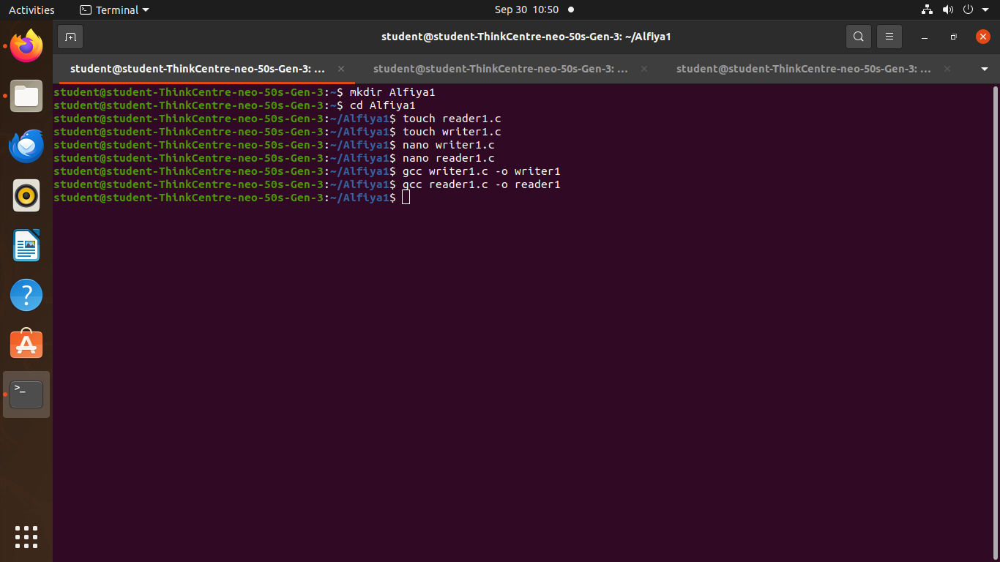 Activities
Terminal
Sep 30 10:50
student@student-ThinkCentre-neo-50s-Gen-3: ~/Alfiya1
student@student-ThinkCentre-neo-50s-Gen-3: ...
student@student-ThinkCentre-neo-50s-Gen-3: ...
student@student-ThinkCentre-neo-50s-Gen-3: ...
student@student-ThinkCentre-neo-50s-Gen-3:~$ mkdir Alfiya1
student@student-ThinkCentre-neo-50s-Gen-3:~$ cd Alfiya1
student@student-ThinkCentre-neo-50s-Gen-3:~/Alfiya1$ touch reader1.c
student@student-ThinkCentre-neo-50s-Gen-3:~/Alfiya1$ touch writer1.c
student@student-ThinkCentre-neo-50s-Gen-3:~/Alfiya1$ nano writer1.c
student@student-ThinkCentre-neo-50s-Gen-3:~/Alfiya1$ nano reader1.c
student@student-ThinkCentre-neo-50s-Gen-3:~/Alfiya1$ gcc writer1.c -o writer1
student@student-ThinkCentre-neo-50s-Gen-3:~/Alfiya1$ gcc reader1.c -o reader1
student@student-ThinkCentre-neo-50s-Gen-3:~/Alfiya1$